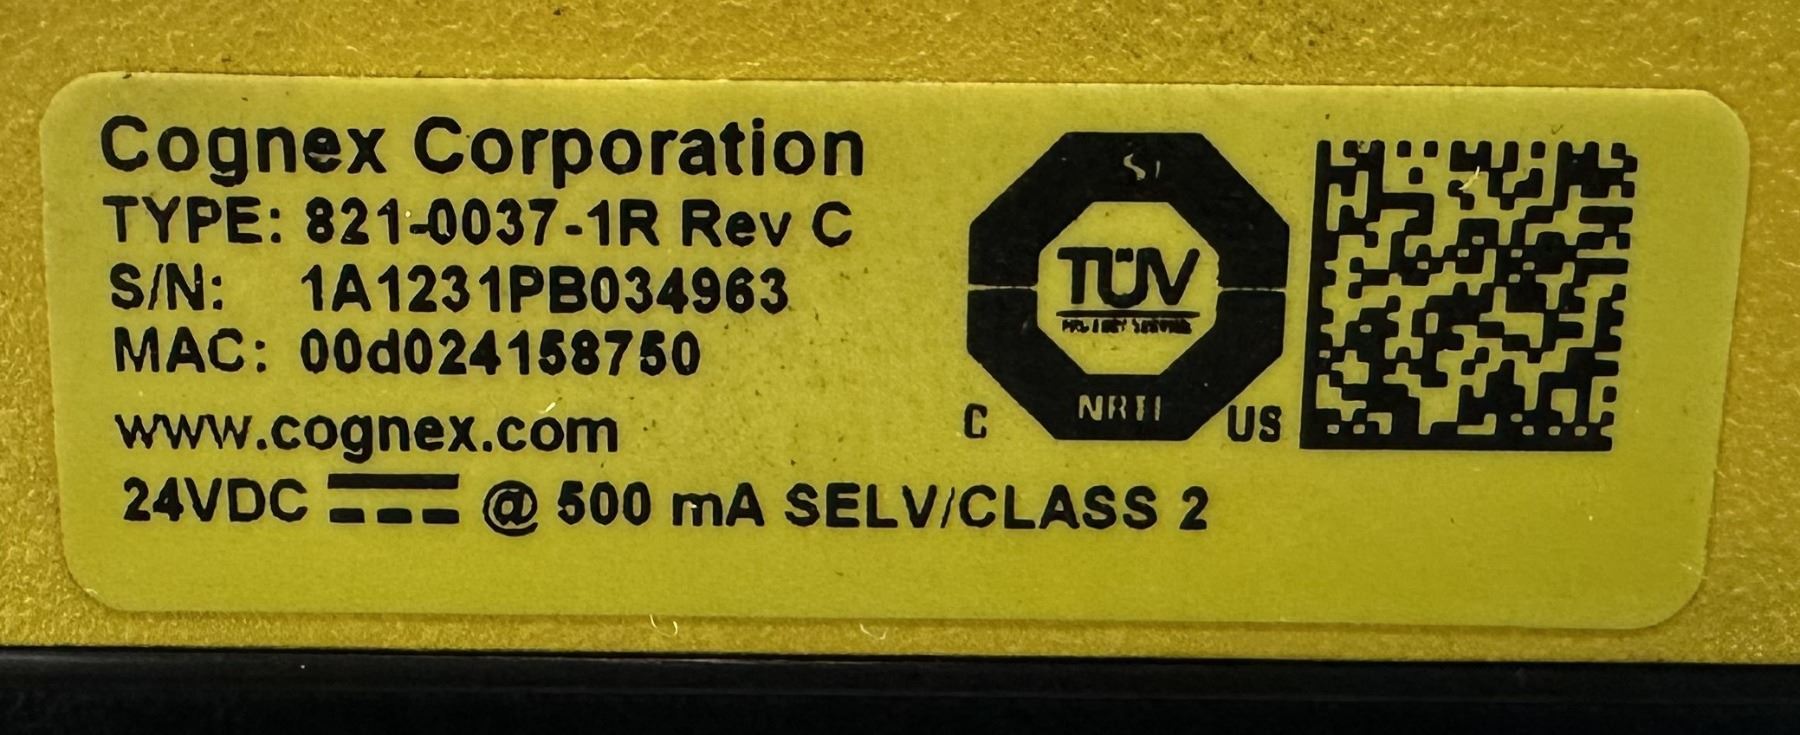 Cognex Corporation
TYPE: 821-0037-1R Rev C
S/N: 1A1231PB034963
MAC: 00d024158750
www.cognex.com
24VDC @ 500 mA SELV/CLASS 2
TÜV
C US